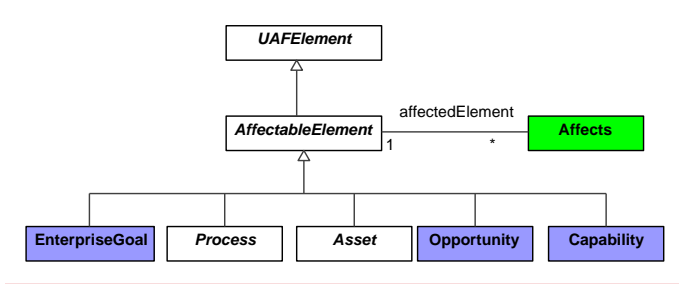 UAFElement
affectedElement
AffectableElement
Affects
1
*
EnterpriseGoal
Process
Asset
Opportunity
Capability